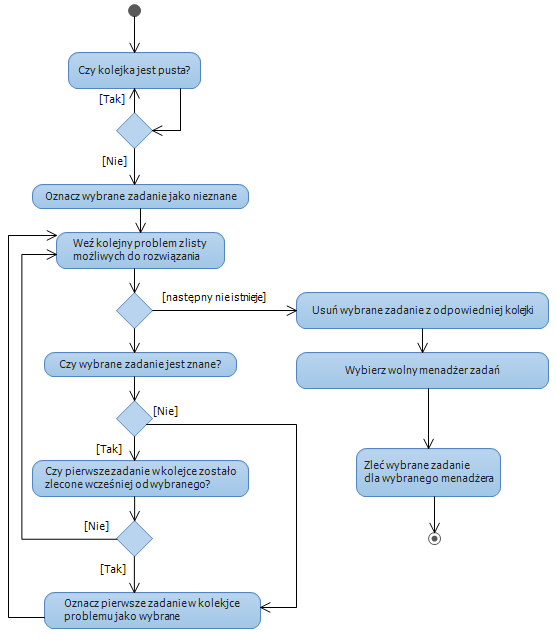 Czy kolejka jest pusta?
[Tak]
[Nie]
Oznacz wybrane zadanie jako nieznane
Weź kolejny problem z listy
możliwych do rozwiązania
[następny nie istnieje]
Usuń wybrane zadanie z odpowiedniej kolejki
Czy wybrane zadanie jest znane?
Wybierz wolny menadżer zadań
[Nie]
[Tak]
Czy pierwsze zadanie w kolejce zostało
zlecone wcześniej od wybranego?
Zleć wybrane zadanie
dla wybranego menadżera
[Nie]
[Tak]
Oznacz pierwsze zadanie w kolekjce
problemu jako wybrane